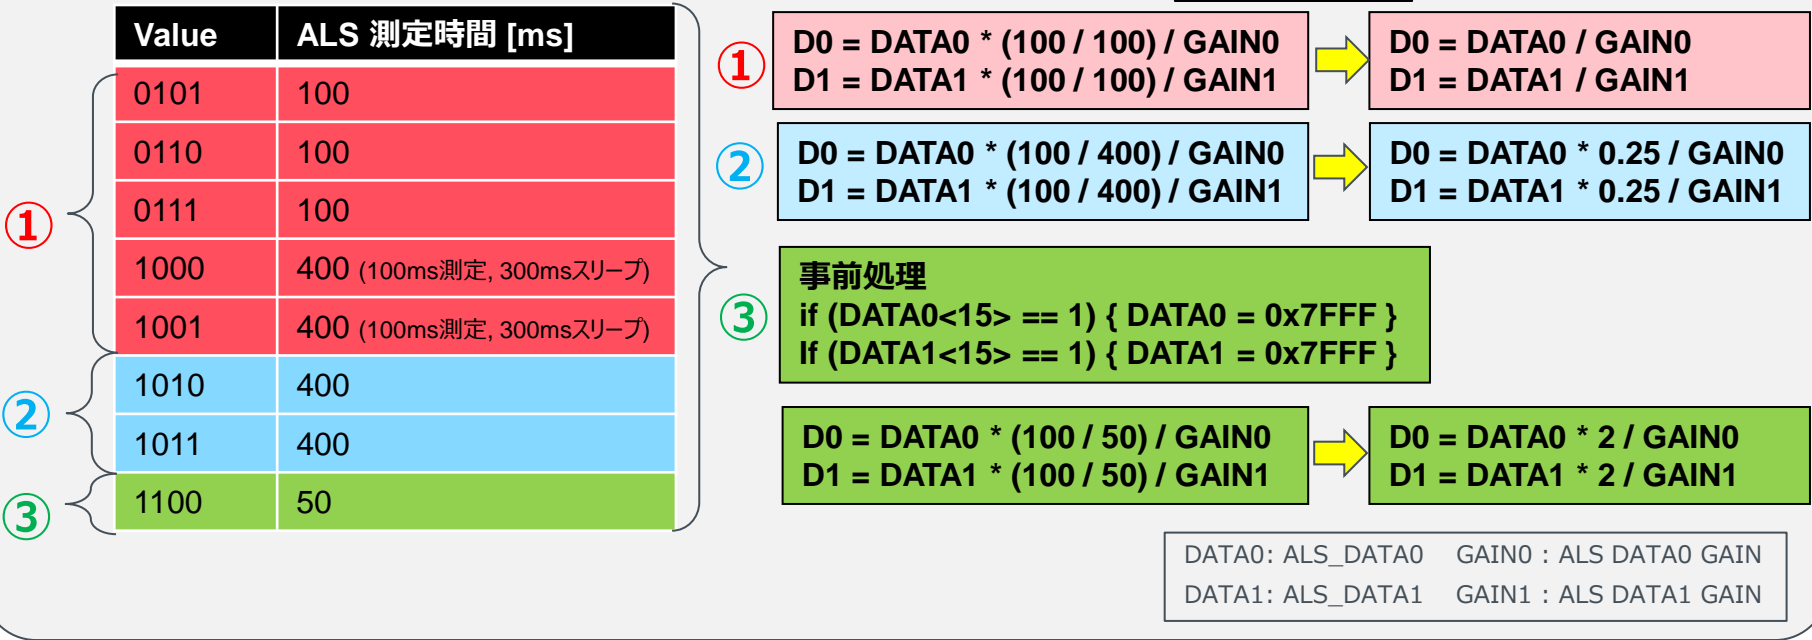 Value ALS 測定時間 [ms]
0101 100
0110 100
0111 100
1000 400 (100ms測定, 300msスリープ)
1001 400 (100ms測定, 300msスリープ)
1010 400
1011 400
1100 50
①
②
③
① D0 = DATA0 * (100 / 100) / GAIN0
D1 = DATA1 * (100 / 100) / GAIN1
D0 = DATA0 / GAIN0
D1 = DATA1 / GAIN1
② D0 = DATA0 * (100 / 400) / GAIN0
D1 = DATA1 * (100 / 400) / GAIN1
D0 = DATA0 * 0.25 / GAIN0
D1 = DATA1 * 0.25 / GAIN1
③ 事前処理
if (DATA0<15> == 1) { DATA0 = 0x7FFF }
If (DATA1<15> == 1) { DATA1 = 0x7FFF }
D0 = DATA0 * (100 / 50) / GAIN0
D1 = DATA1 * (100 / 50) / GAIN1
D0 = DATA0 * 2 / GAIN0
D1 = DATA1 * 2 / GAIN1
DATA0: ALS_DATA0 GAIN0 : ALS DATA0 GAIN
DATA1: ALS_DATA1 GAIN1 : ALS DATA1 GAIN